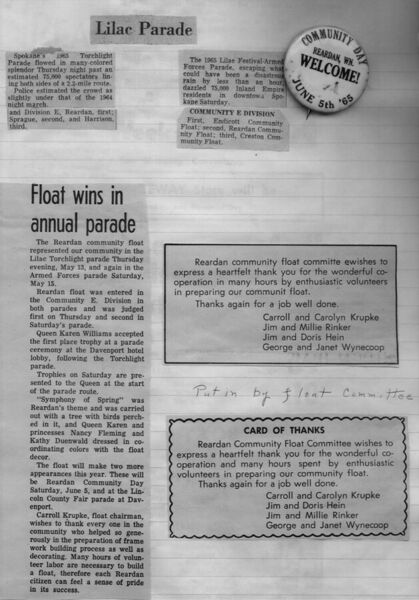 Lilac Parade
Spokane's 1965 Torchlight
Parade flowed in many-colored
splendor Thursday night past an
estimated 75,000 spectators lin-
ing both sides of a 2.2-mile route.
Police estimated the crowd as
slightly under that of the 1964
night march.
and Division E, Reardan, first;
Sprague, second, and Harrison,
third.
The 1965 Lilac Festival-Armed
Forces Parade, escaping what
could have been a disastrous
rain by less than an hour,
dazzled 75,000 Inland Empire
residents in downtown Spo-
kane Saturday.
COMMUNITY E DIVISION
First, Endicott Community
Float; second, Reardan Commu-
nity Float; third, Creston Com-
munity Float.
COMMUNITY DAY
REARDAN, WN.
WELCOME!
JUNE 5th '65
Float wins in
annual parade
The Reardan community float
represented our community in the
Lilac Torchlight parade Thursday
evening, May 13, and again in the
Armed Forces parade Saturday,
May 15.
Reardan float was entered in
the Community E. Division in
both parades and was judged
first on Thursday and second in
Saturday's parade.
Queen Karen Williams accepted
the first place trophy at a parade
ceremony at the Davenport hotel
lobby, following the Torchlight
parade.
Trophies on Saturday are
presented to the Queen at the start
of the parade route.
"Symphony of Spring" was
Reardan's theme and was carried
out with a tree with birds perch-
ed in it, and Queen Karen and
princesses Nancy Fleming and
Kathy Duenwald dressed in co-
ordinating colors with the float
decor.
The float will make two more
appearances this year. These will
be Reardan Community Day
Saturday, June 5, and at the Lin-
coln County Fair parade at Dav-
enport.
Carroll Krupke, float chairman,
wishes to thank every one in the
community who helped so gene-
rously in the preparation of frame
work building process as well as
decorating. Many hours of volun-
teer labor are necessary to build
a float, therefore each Reardan
citizen can feel a sense of pride
in its success.
Reardan community float committe ewishes to
express a heartfelt thank you for the wonderful co-
operation in many hours by enthusiastic volunteers
in preparing our communit float.
Thanks again for a job well done.
Carroll and Carolyn Krupke
Jim and Millie Rinker
Jim and Doris Hein
George and Janet Wynecoop
Put in by float Committee
CARD OF THANKS
Reardan Community Float Committee wishes to
express a heartfelt thank you for the wonderful co-
operation and many hours spent by enthusiastic
volunteers in preparing our community float.
Thanks again for a job well done.
Carroll and Carolyn Krupke
Jim and Doris Hein
Jim and Millie Rinker
George and Janet Wynecoop